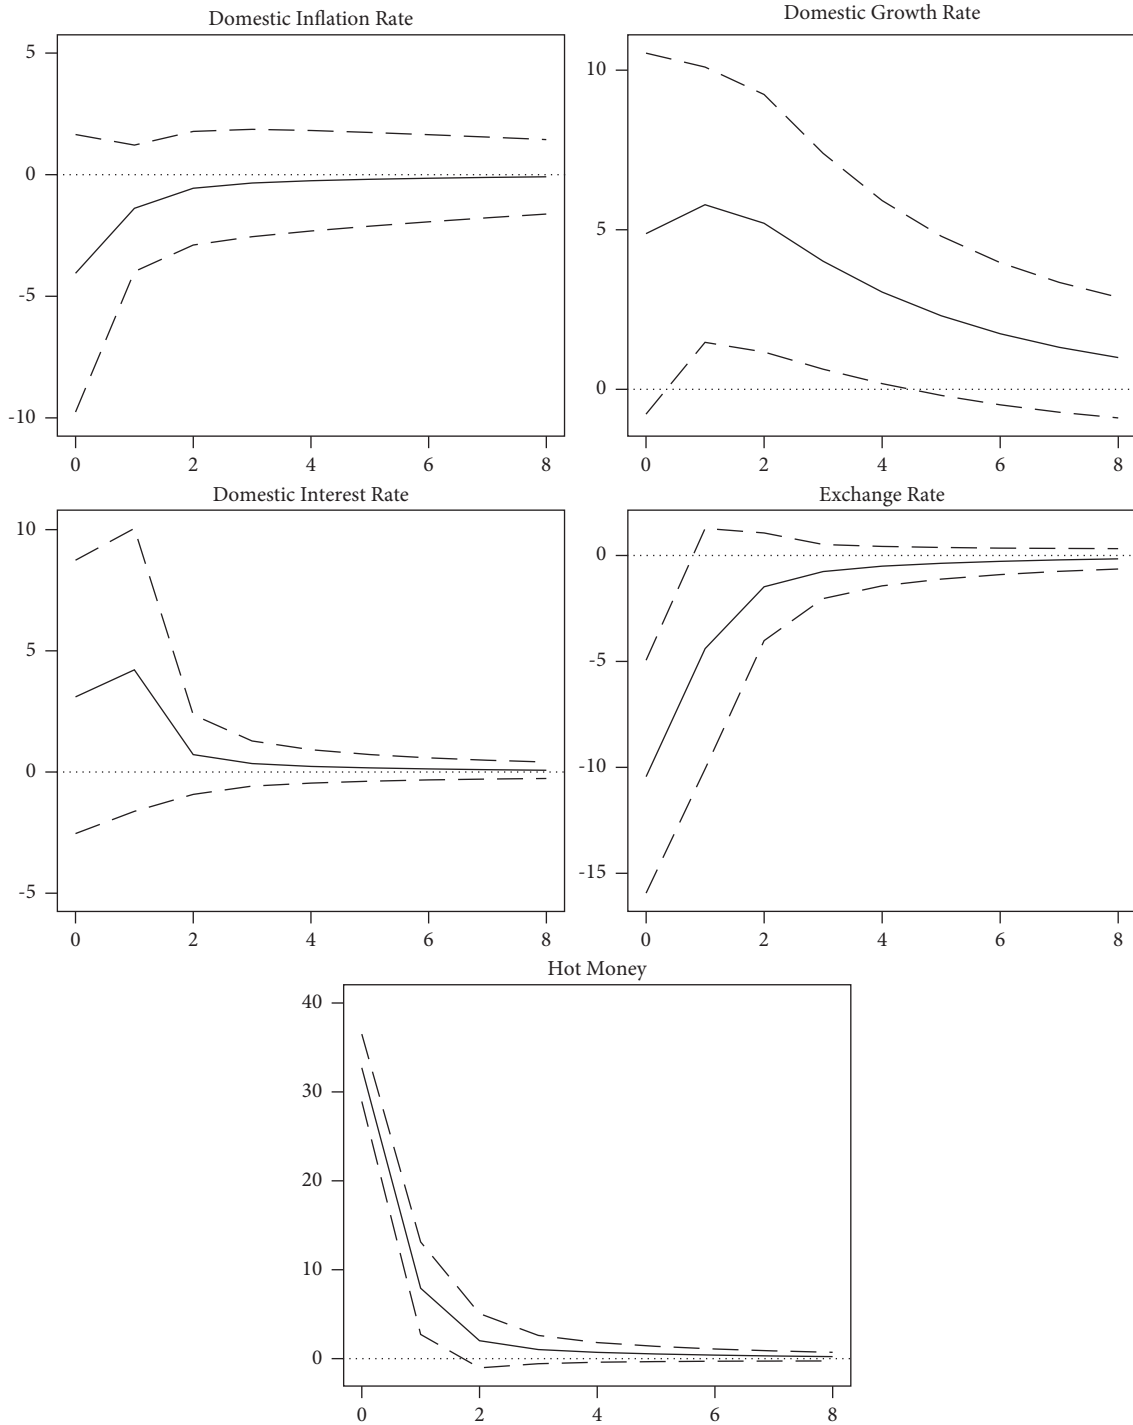 Domestic Inflation Rate
5
0
-5
-10
0 2 4 6 8
Domestic Growth Rate
10
5
0
0 2 4 6 8
Domestic Interest Rate
10
5
0
-5
0 2 4 6 8
Exchange Rate
0
-5
-10
-15
0 2 4 6 8
Hot Money
40
30
20
10
0
0 2 4 6 8